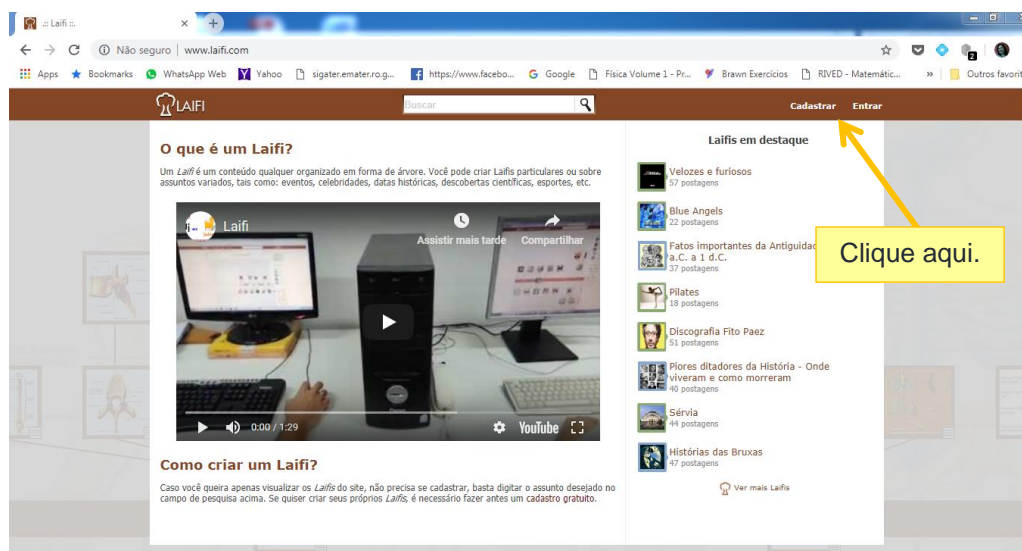 .:: Laifi ::.
Não seguro | www.laifi.com
2
Apps Bookmarks WhatsApp Web Yahoo sigater.emater.ro.g... https://www.facebo... Google Física Volume 1 - Pr... Brawn Exercícios RIVED - Matemátic... » Outros favorit
LAIFI Buscar Cadastrar Entrar
O que é um Laifi?
Um Laifi é um conteúdo qualquer organizado em forma de árvore. Você pode criar Laifis particulares ou sobre
assuntos variados, tais como: eventos, celebridades, datas históricas, descobertas científicas, esportes, etc.
Laifi
Assistir mais tarde Compartilhar
0:00 / 1:29 YouTube
Como criar um Laifi?
Caso você queira apenas visualizar os Laifis do site, não precisa se cadastrar, basta digitar o assunto desejado no
campo de pesquisa acima. Se quiser criar seus próprios Laifis, é necessário fazer antes um cadastro gratuito.
Laifis em destaque
Velozes e furiosos
57 postagens
Blue Angels
22 postagens
Fatos importantes da Antiguidad
a.C. a 1 d.C.
37 postagens
Pilates
18 postagens
Discografia Fito Paez
51 postagens
Piores ditadores da História - Onde
viveram e como morreram
40 postagens
Sérvia
44 postagens
Histórias das Bruxas
47 postagens
Ver mais Laifis
Clique aqui.